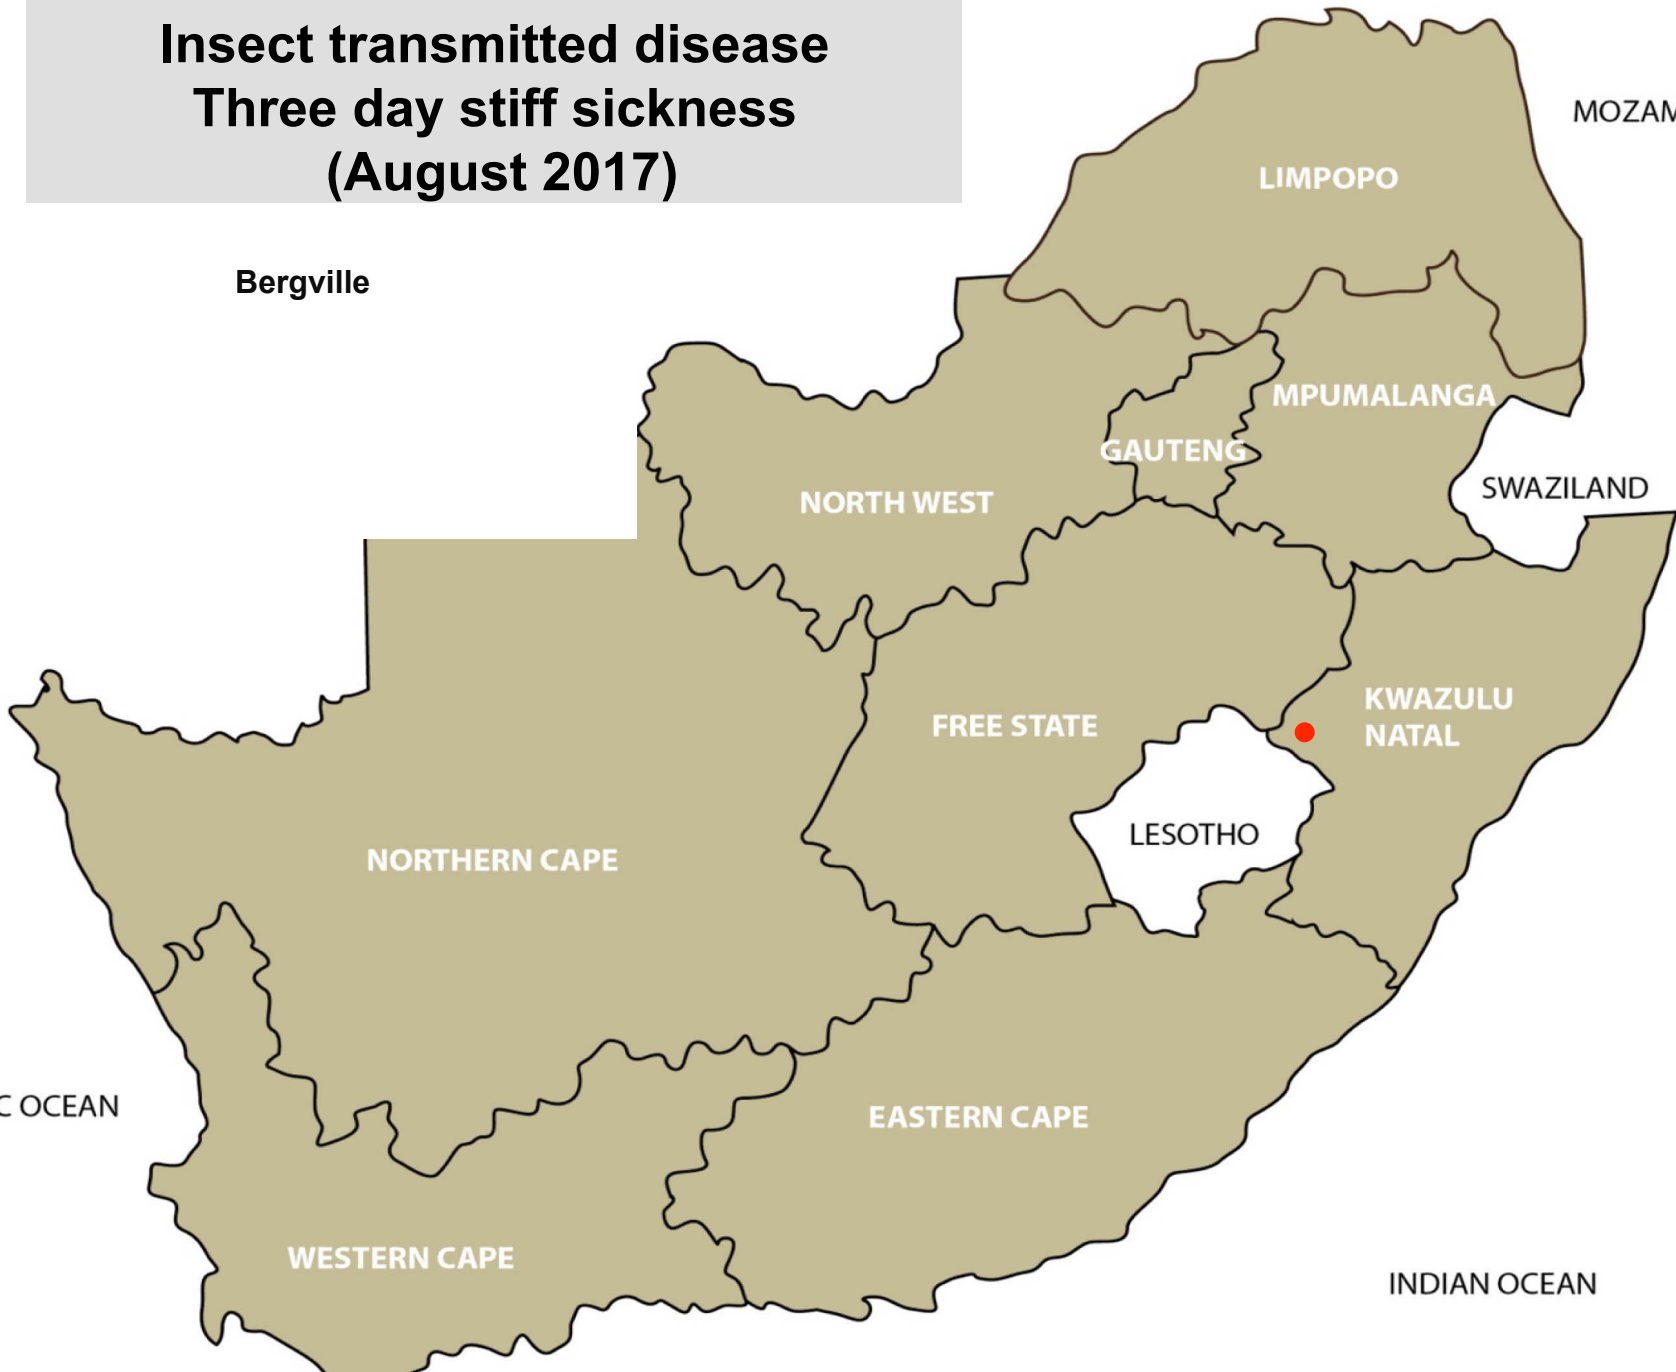 Insect transmitted disease
Three day stiff sickness
(August 2017)
Bergville
MOZAM
LIMPOPO
MPUMALANGA
GAUTENG
SWAZILAND
NORTH WEST
KWAZULU
NATAL
FREE STATE
LESOTHO
NORTHERN CAPE
C OCEAN
EASTERN CAPE
WESTERN CAPE
INDIAN OCEAN